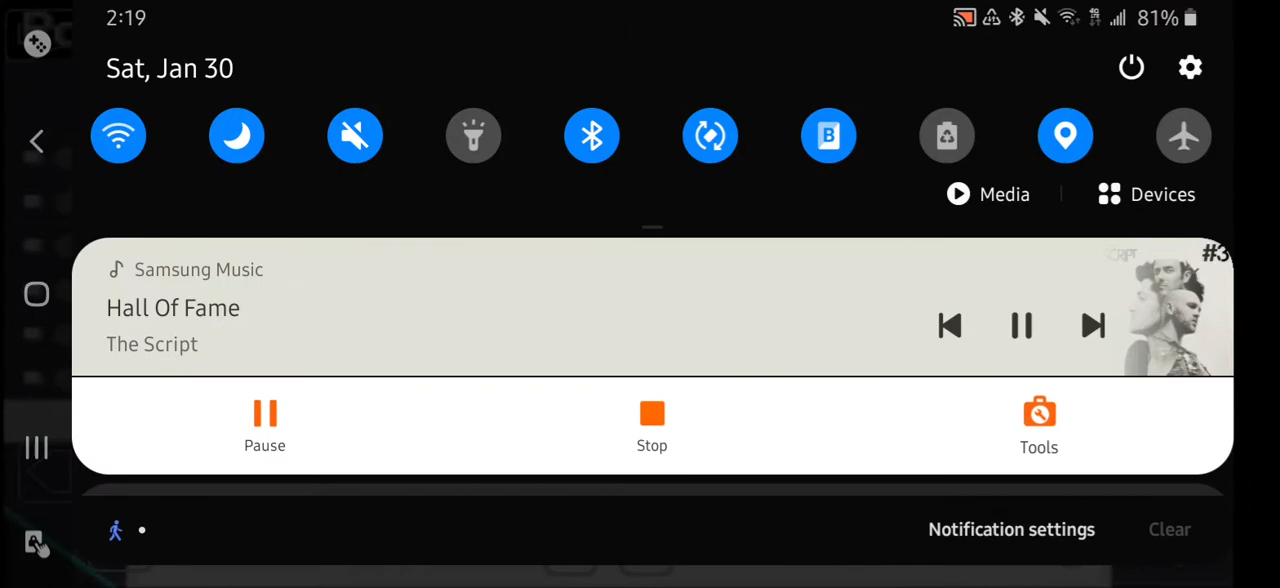 2:19
81%
Sat, Jan 30
B
Media
Devices
Samsung Music
#3
Hall Of Fame
The Script
Pause
Stop
Tools
Notification settings
Clear